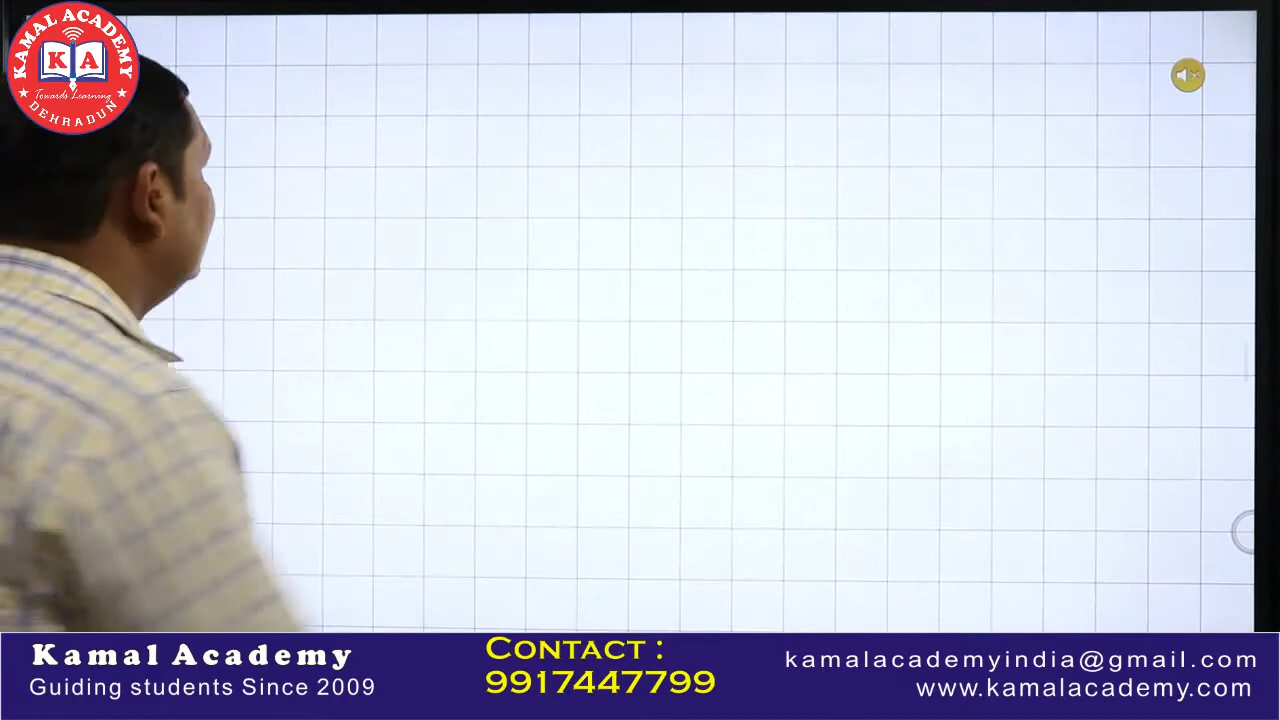 KAMAL ACADEMY
K A
Towards Learning
DEHRADUN
Kamal Academy
Guiding students Since 2009
CONTACT :
9917447799
kamalacademyindia@gmail.com
www.kamalacademy.com